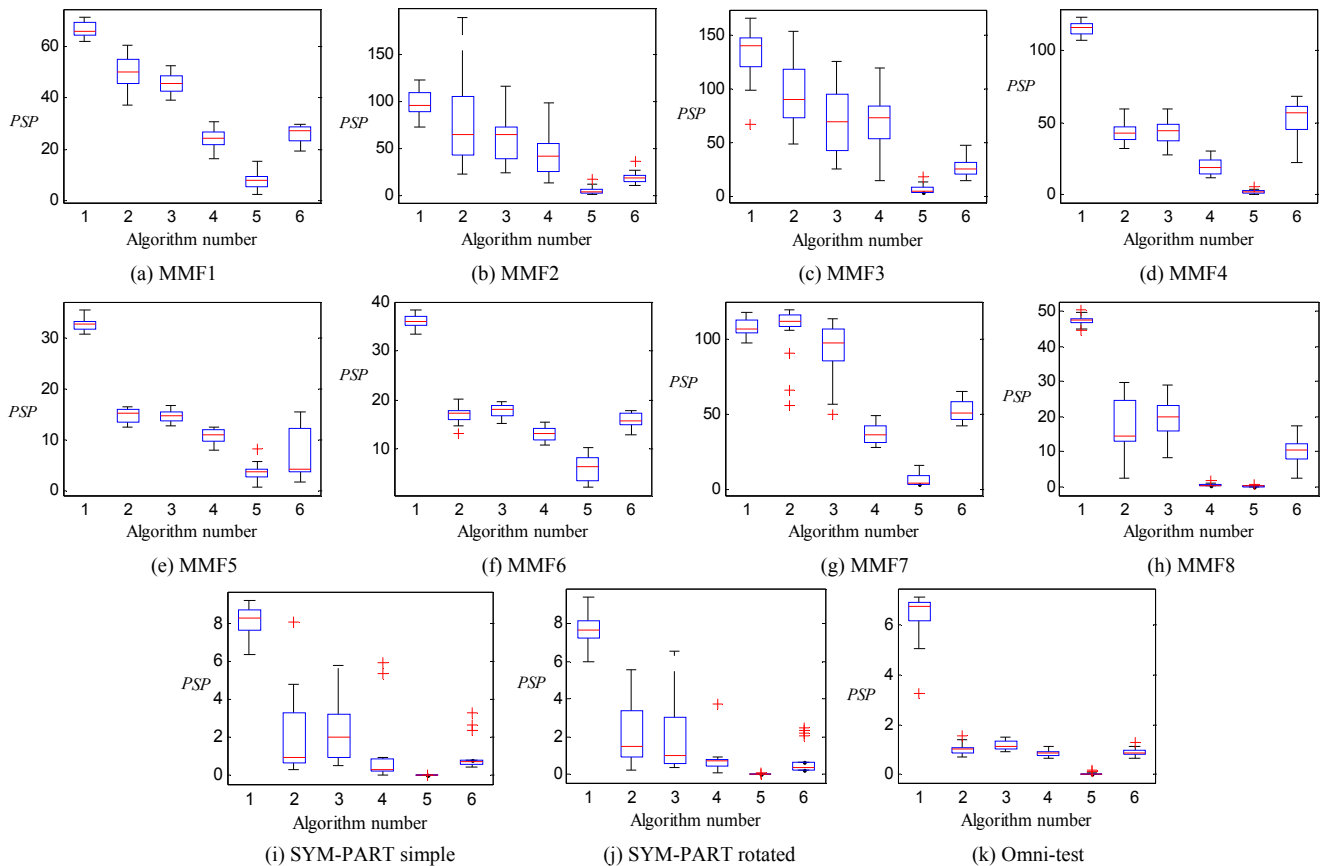 60
40
20
0
PSP
1 2 3 4 5 6
Algorithm number
(a) MMF1
150
100
50
0
PSP
1 2 3 4 5 6
Algorithm number
(b) MMF2
150
100
50
0
PSP
1 2 3 4 5 6
Algorithm number
(c) MMF3
100
50
0
PSP
1 2 3 4 5 6
Algorithm number
(d) MMF4
30
20
10
0
PSP
1 2 3 4 5 6
Algorithm number
(e) MMF5
40
30
20
10
PSP
1 2 3 4 5 6
Algorithm number
(f) MMF6
100
50
0
PSP
1 2 3 4 5 6
Algorithm number
(g) MMF7
50
40
30
20
10
0
PSP
1 2 3 4 5 6
Algorithm number
(h) MMF8
8
6
4
2
0
PSP
1 2 3 4 5 6
Algorithm number
(i) SYM-PART simple
8
6
4
2
0
PSP
1 2 3 4 5 6
Algorithm number
(j) SYM-PART rotated
6
4
2
0
PSP
1 2 3 4 5 6
Algorithm number
(k) Omni-test